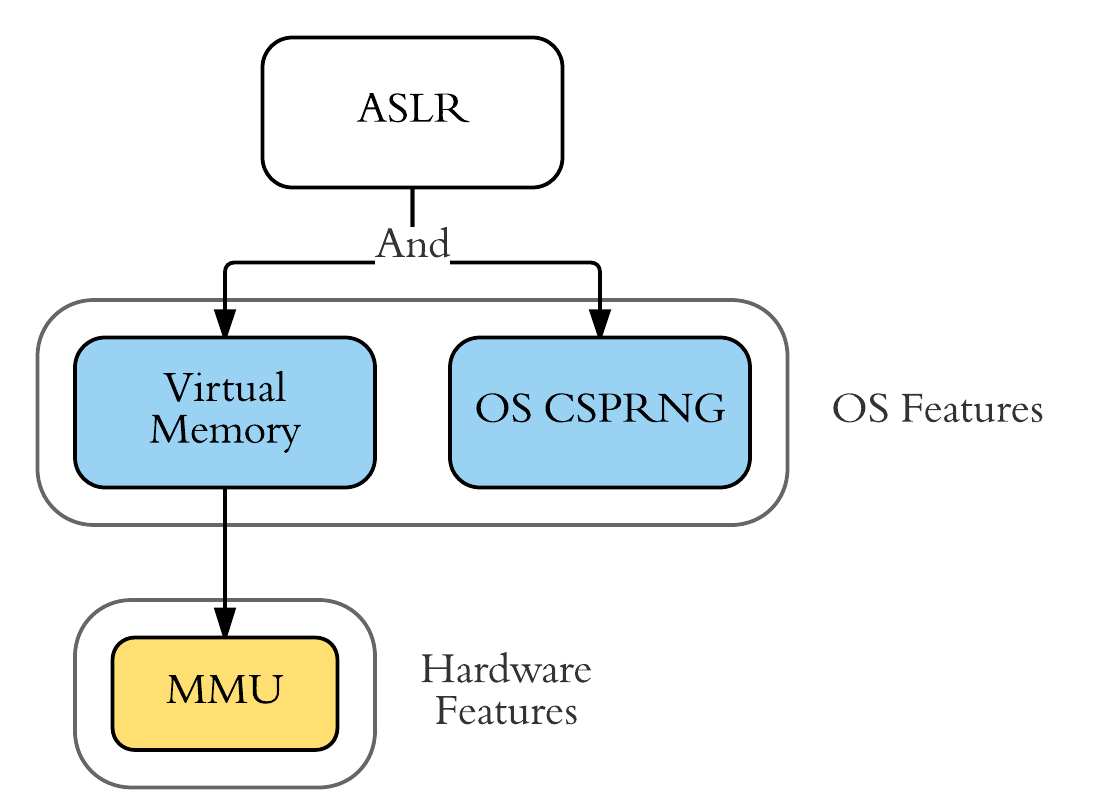 ASLR
And
Virtual
Memory
OS CSPRNG
OS Features
MMU
Hardware
Features